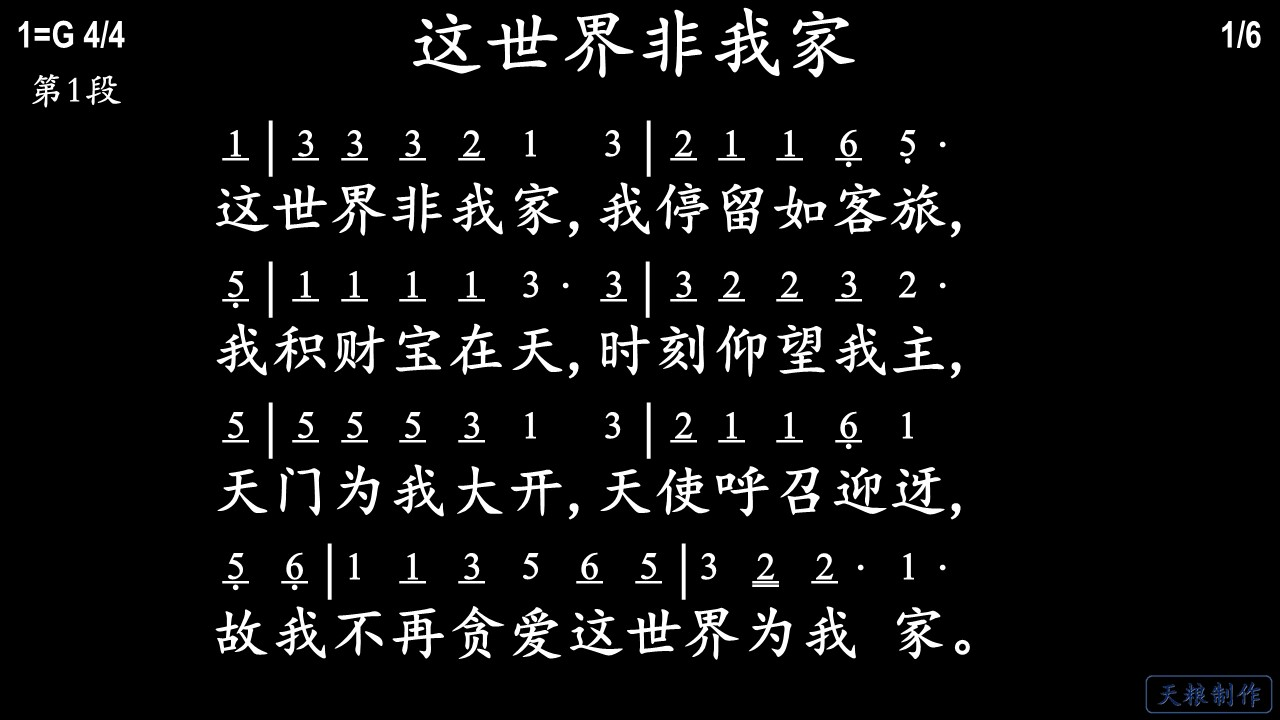 1=G 4/4
这世界非我家
1/6
第1段
1 | 3 3 3 2 1 3 | 2 1 1 6 5 ·
这世界非我家,我停留如客旅,
5 | 1 1 1 1 3 · 3 | 3 2 2 3 2 ·
我积财宝在天,时刻仰望我主,
5 | 5 5 5 3 1 3 | 2 1 1 6 1
天门为我大开,天使呼召迎迓,
5 6 | 1 1 3 5 6 5 | 3 2 2 · 1 ·
故我不再贪爱这世界为我 家。
天粮制作